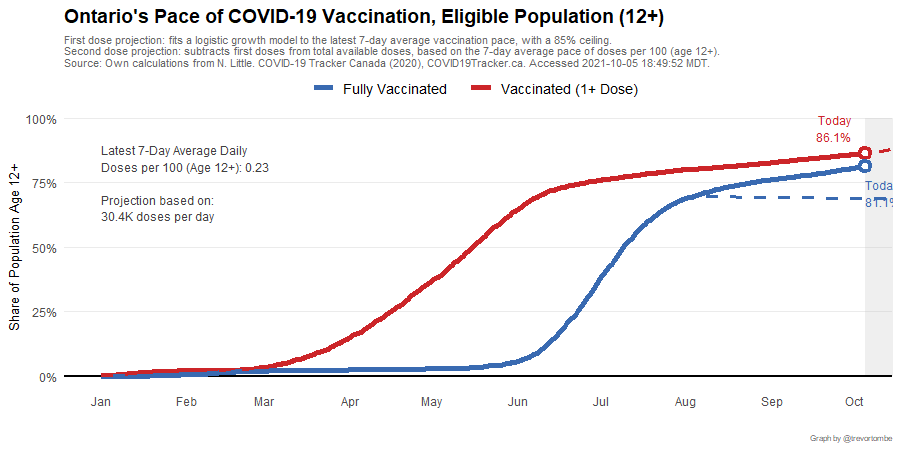 Ontario's Pace of COVID-19 Vaccination, Eligible Population (12+)
First dose projection: fits a logistic growth model to the latest 7-day average vaccination pace, with a 85% ceiling.
Second dose projection: subtracts first doses from total available doses, based on the 7-day average pace of doses per 100 (age 12+).
Source: Own calculations from N. Little. COVID-19 Tracker Canada (2020), COVID19Tracker.ca. Accessed 2021-10-05 18:49:52 MDT.
Fully Vaccinated
Vaccinated (1+ Dose)
Share of Population Age 12+
100%
75%
50%
25%
0%
Latest 7-Day Average Daily
Doses per 100 (Age 12+): 0.23
Projection based on:
30.4K doses per day
Today
86.1%
Toda
81.1%
Jan Feb Mar Apr May Jun Jul Aug Sep Oct
Graph by @trevortombe